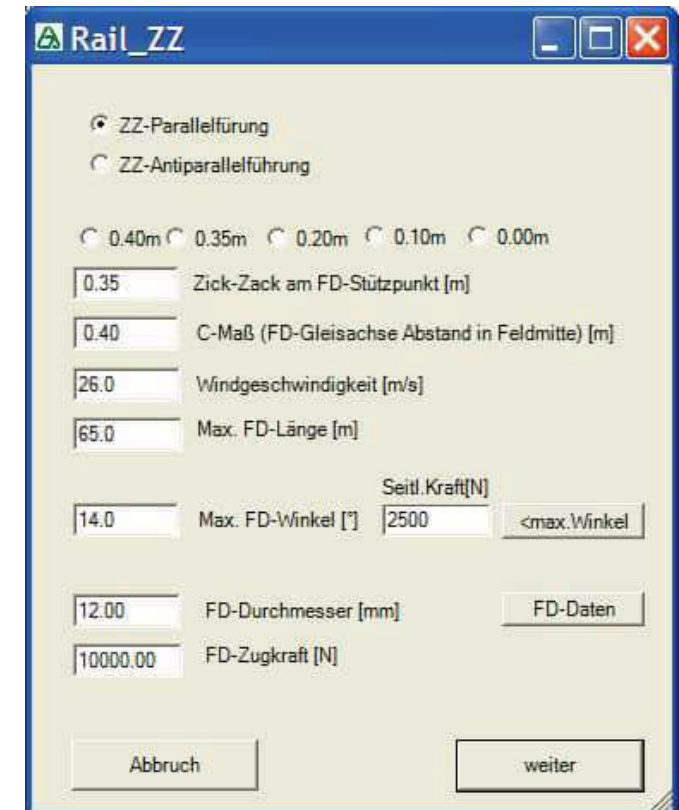 Rail_ZZ
ZZ-Parallelfürung
ZZ-Antiparallelführung
0.40m 0.35m 0.20m 0.10m 0.00m
0.35 Zick-Zack am FD-Stützpunkt [m]
0.40 C-Maß (FD-Gleisachse Abstand in Feldmitte) [m]
26.0 Windgeschwindigkeit [m/s]
65.0 Max. FD-Länge [m]
Seitl.Kraft[N]
14.0 Max. FD-Winkel [°] 2500 <max.Winkel
12.00 FD-Durchmesser [mm] FD-Daten
10000.00 FD-Zugkraft [N]
Abbruch weiter